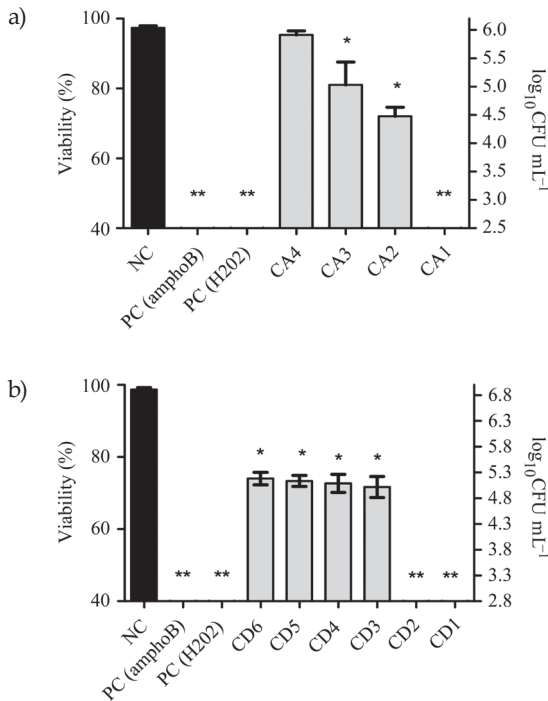 a)
100
80
60
40
Viability (%)
6.0
5.5
5.0
4.5
4.0
3.5
3.0
2.5
log10CFU mL−1
**
**
*
*
**
NC
PC (amphoB)
PC (H202)
CA4
CA3
CA2
CA1
b)
100
80
60
40
Viability (%)
6.8
6.3
5.8
5.3
4.8
4.3
3.8
3.3
2.8
log10CFU mL−1
**
**
*
*
*
*
**
**
NC
PC (amphoB)
PC (H202)
CD6
CD5
CD4
CD3
CD2
CD1